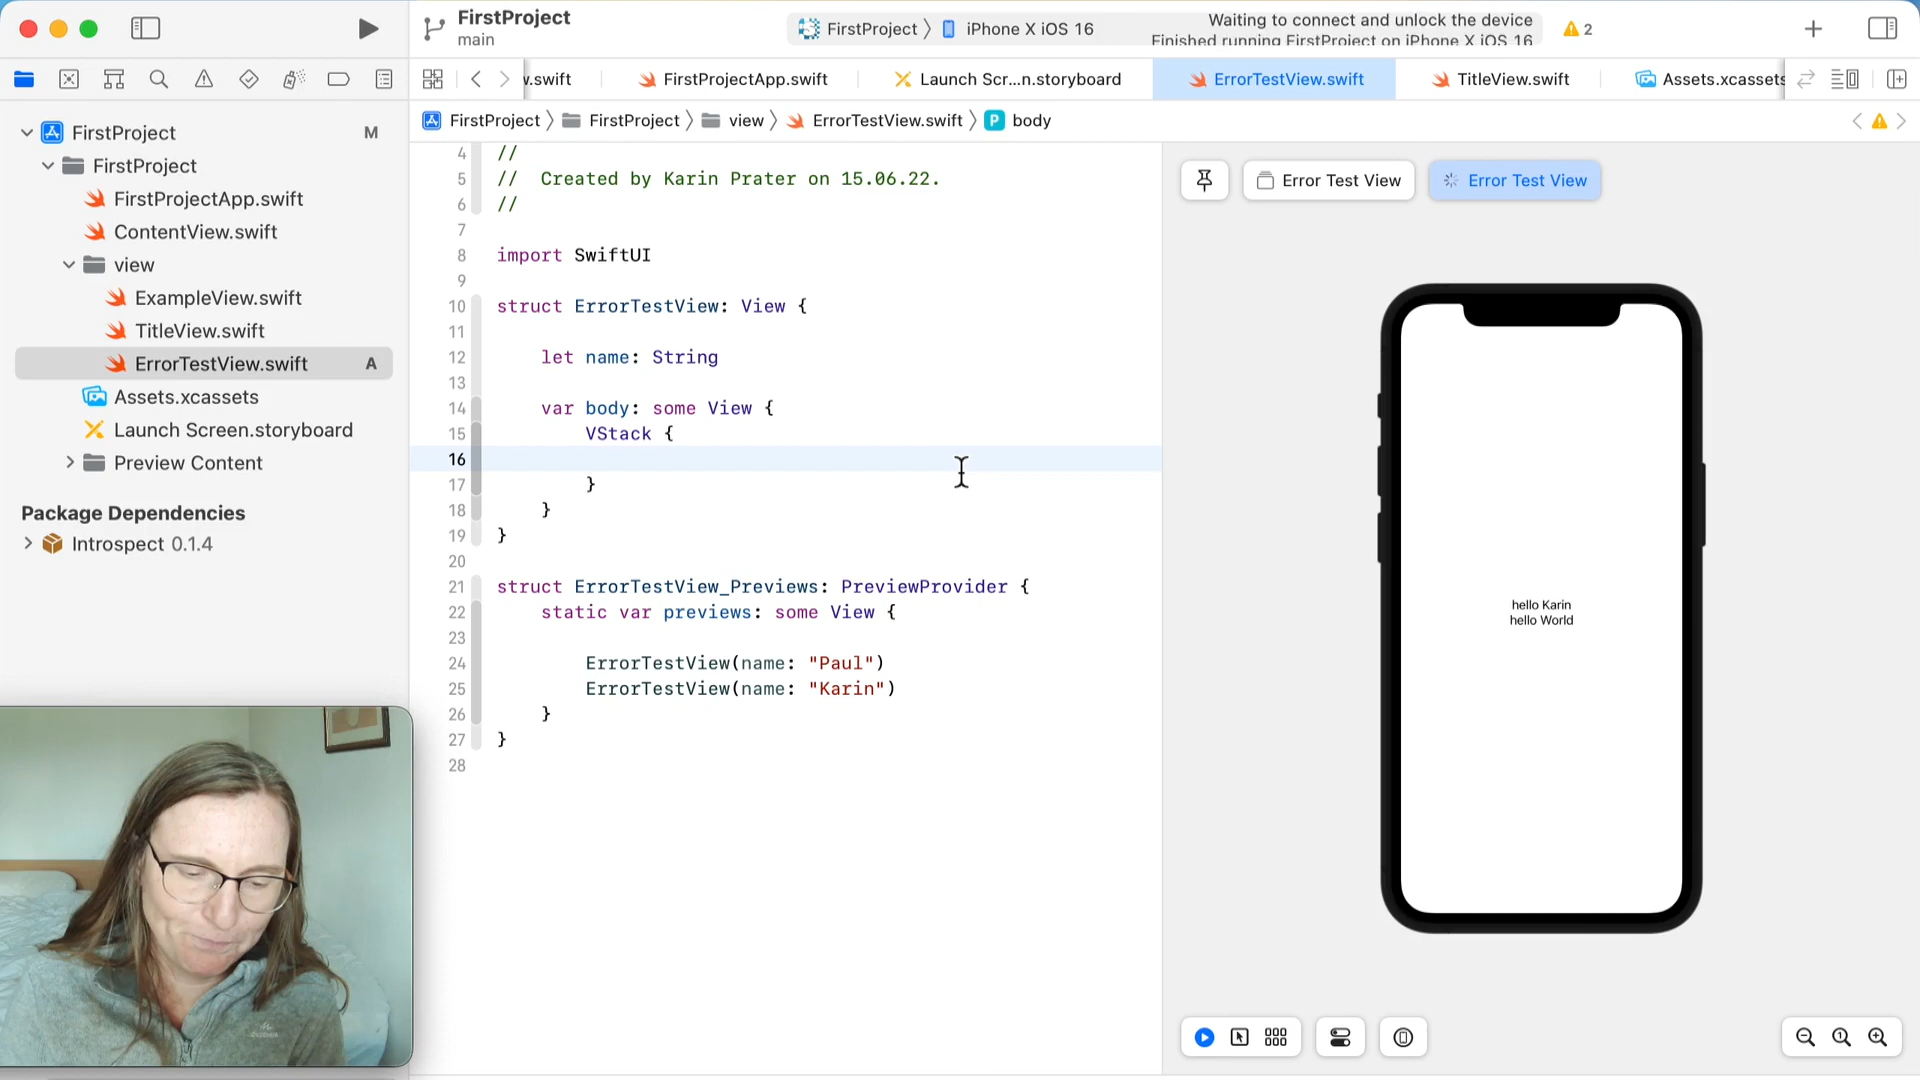 FirstProject
main
FirstProject
iPhone X iOS 16
Waiting to connect and unlock the device
Finished running FirstProject on iPhone X iOS 16
2
v.swift
FirstProjectApp.swift
Launch Scr...n.storyboard
ErrorTestView.swift
TitleView.swift
Assets.xcassets
FirstProject
FirstProject
view
ErrorTestView.swift
P
body
FirstProject
M
FirstProject
FirstProjectApp.swift
ContentView.swift
view
ExampleView.swift
TitleView.swift
ErrorTestView.swift
A
Assets.xcassets
Launch Screen.storyboard
Preview Content
Package Dependencies
Introspect 0.1.4
4 //
5 //  Created by Karin Prater on 15.06.22.
6 //
7
8 import SwiftUI
9
10 struct ErrorTestView: View {
11
12     let name: String
13
14     var body: some View {
15         VStack {
16
17         }
18     }
19 }
20
21 struct ErrorTestView_Previews: PreviewProvider {
22     static var previews: some View {
23
24         ErrorTestView(name: "Paul")
25         ErrorTestView(name: "Karin")
26     }
27 }
28
Error Test View
Error Test View
hello Karin
hello World
1